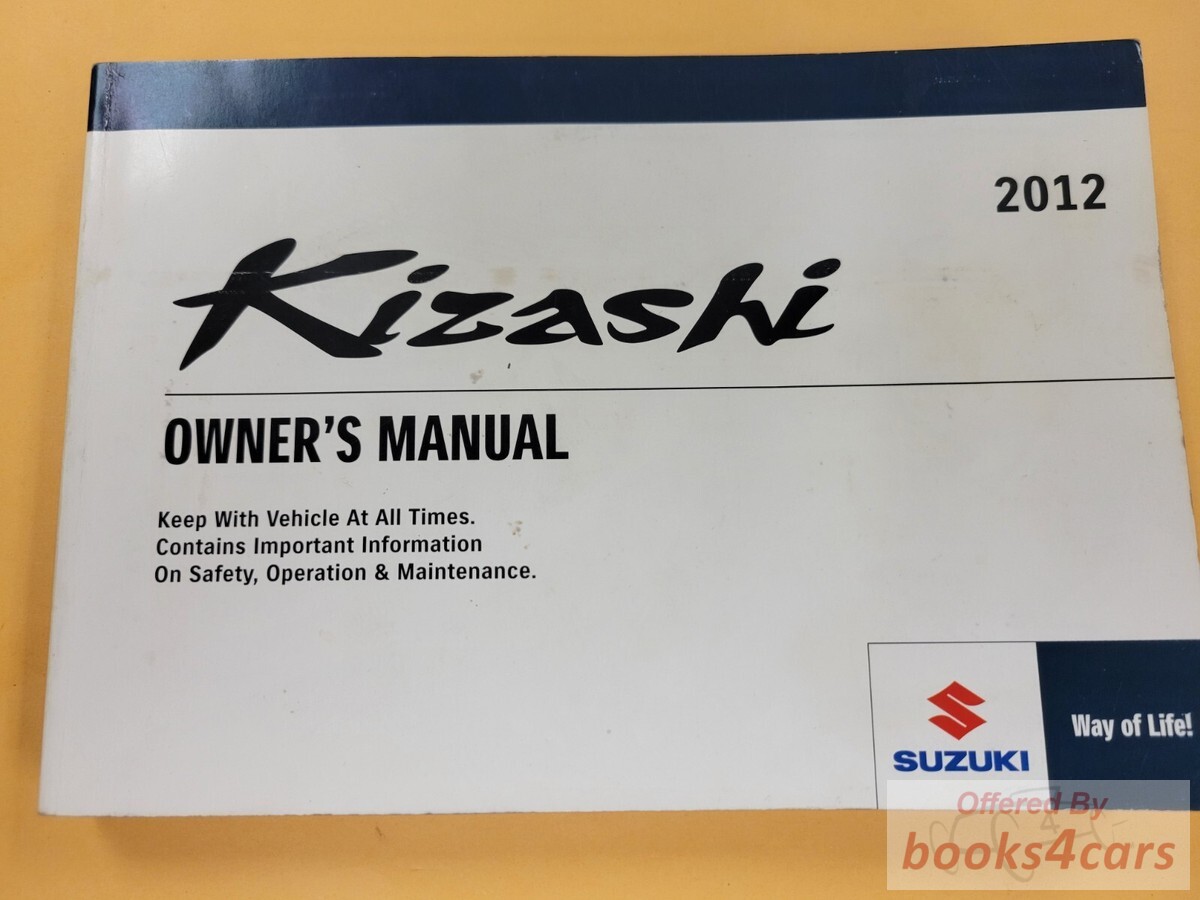 2012
Kizashi
OWNER'S MANUAL
Keep With Vehicle At All Times.
Contains Important Information
On Safety, Operation & Maintenance.
SUZUKI
Way of Life!
Offered By
books4cars